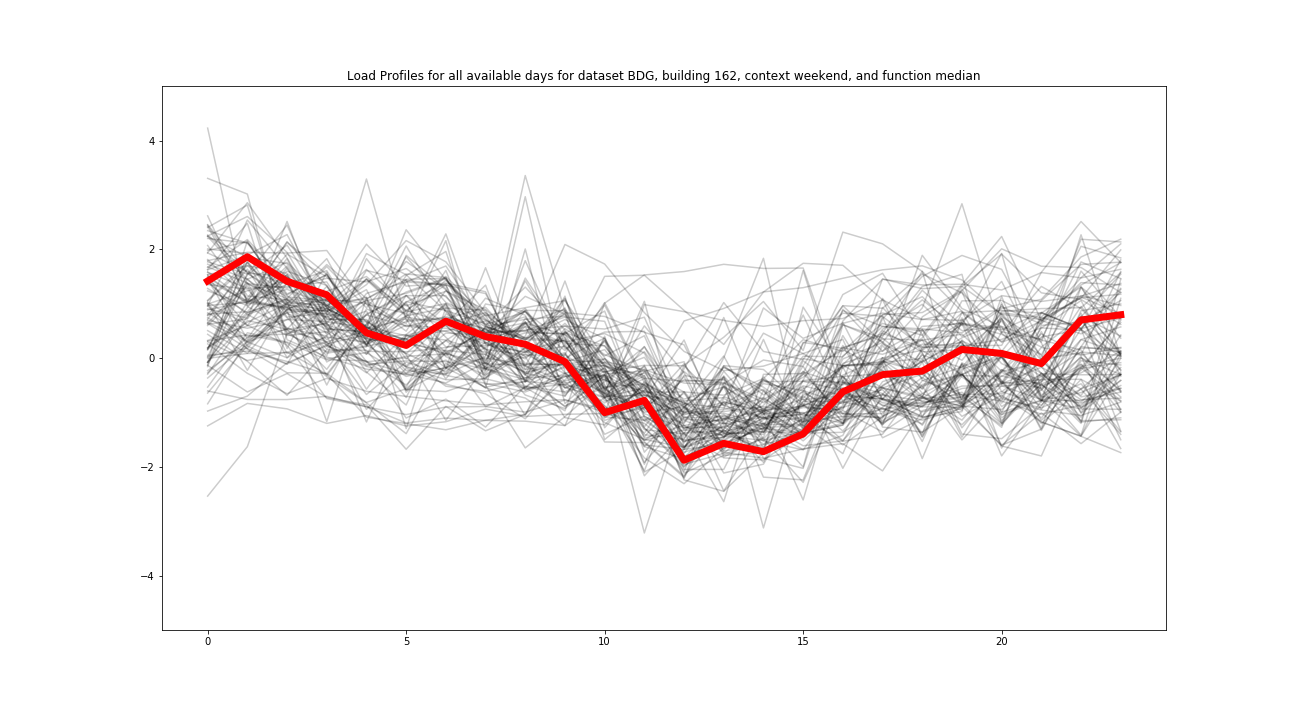 Load Profiles for all available days for dataset BDG, building 162, context weekend, and function median
4
2
0
−2
−4
0 5 10 15 20